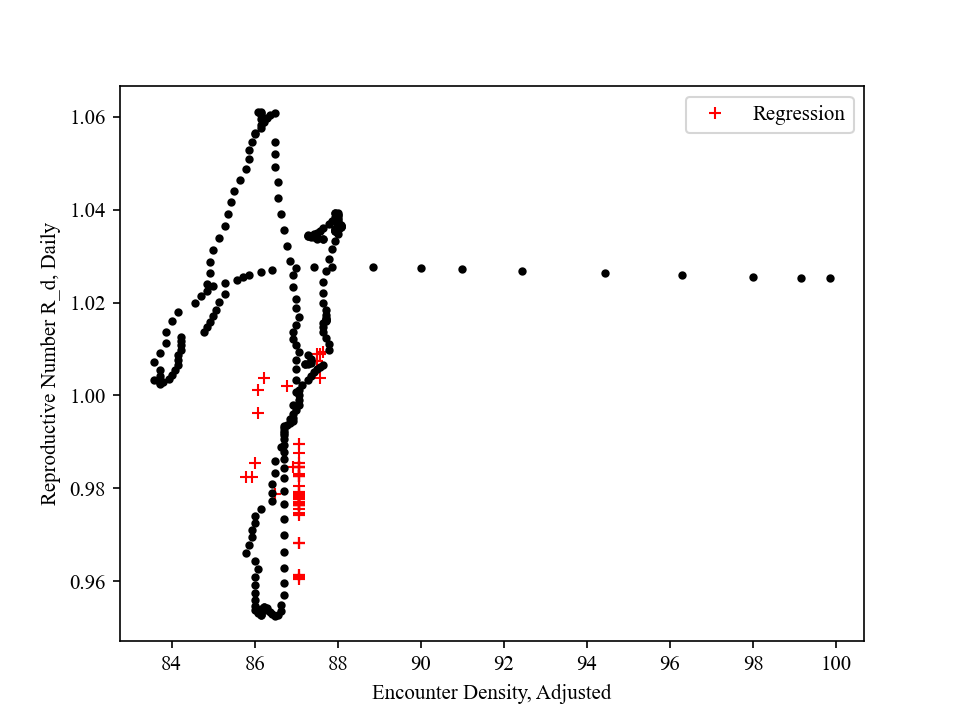 Regression
1.06
1.04
1.02
1.00
0.98
0.96
Reproductive Number R_d, Daily
84 86 88 90 92 94 96 98 100
Encounter Density, Adjusted